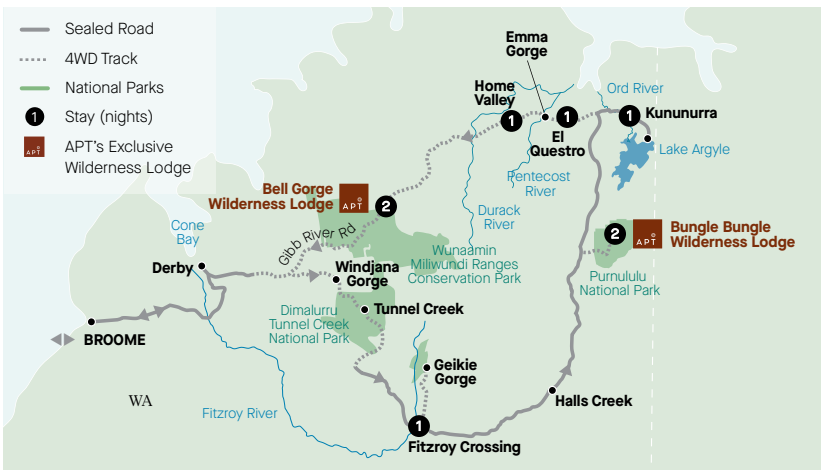 Sealed Road
4WD Track
National Parks
1
Stay (nights)
APT
APT's Exclusive
Wilderness Lodge
Emma
Gorge
Home
Valley
1
1
El
Questro
Ord River
1
Kununurra
Lake Argyle
Pentecost
River
Durack
River
Bell Gorge
Wilderness Lodge
APT
2
Gibb River Rd
Cone
Bay
Derby
Windjana
Gorge
Wunaamin
Miliwundi Ranges
Conservation Park
2
APT
Bungle Bungle
Wilderness Lodge
Purnululu
National Park
Dimalurru
Tunnel Creek
National Park
Tunnel Creek
BROOME
Geikie
Gorge
WA
Fitzroy River
Halls Creek
1
Fitzroy Crossing